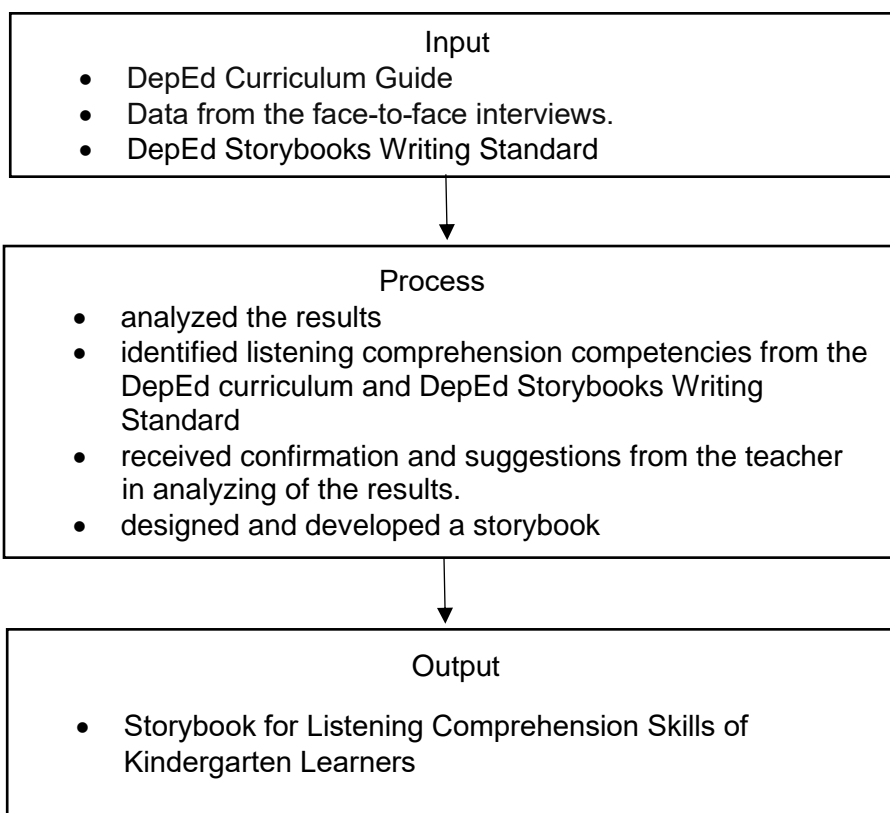 Input
• DepEd Curriculum Guide
• Data from the face-to-face interviews.
• DepEd Storybooks Writing Standard
Process
• analyzed the results
• identified listening comprehension competencies from the
DepEd curriculum and DepEd Storybooks Writing
Standard
• received confirmation and suggestions from the teacher
in analyzing of the results.
• designed and developed a storybook
Output
• Storybook for Listening Comprehension Skills of
Kindergarten Learners